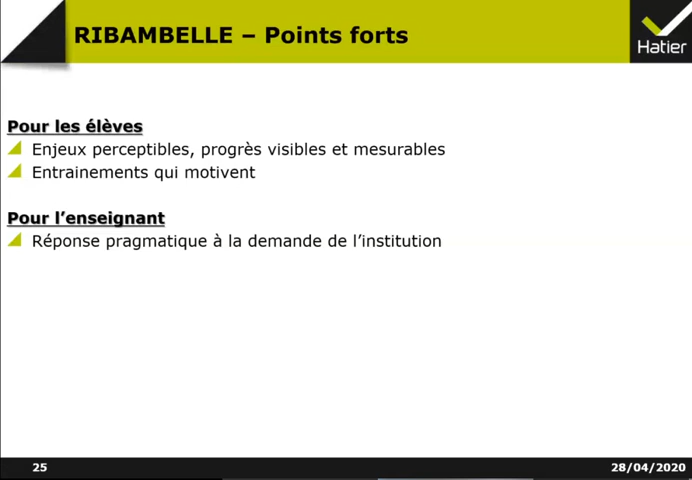 RIBAMBELLE – Points forts
Hatier
Pour les élèves
Enjeux perceptibles, progrès visibles et mesurables
Entrainements qui motivent
Pour l’enseignant
Réponse pragmatique à la demande de l’institution
25
28/04/2020